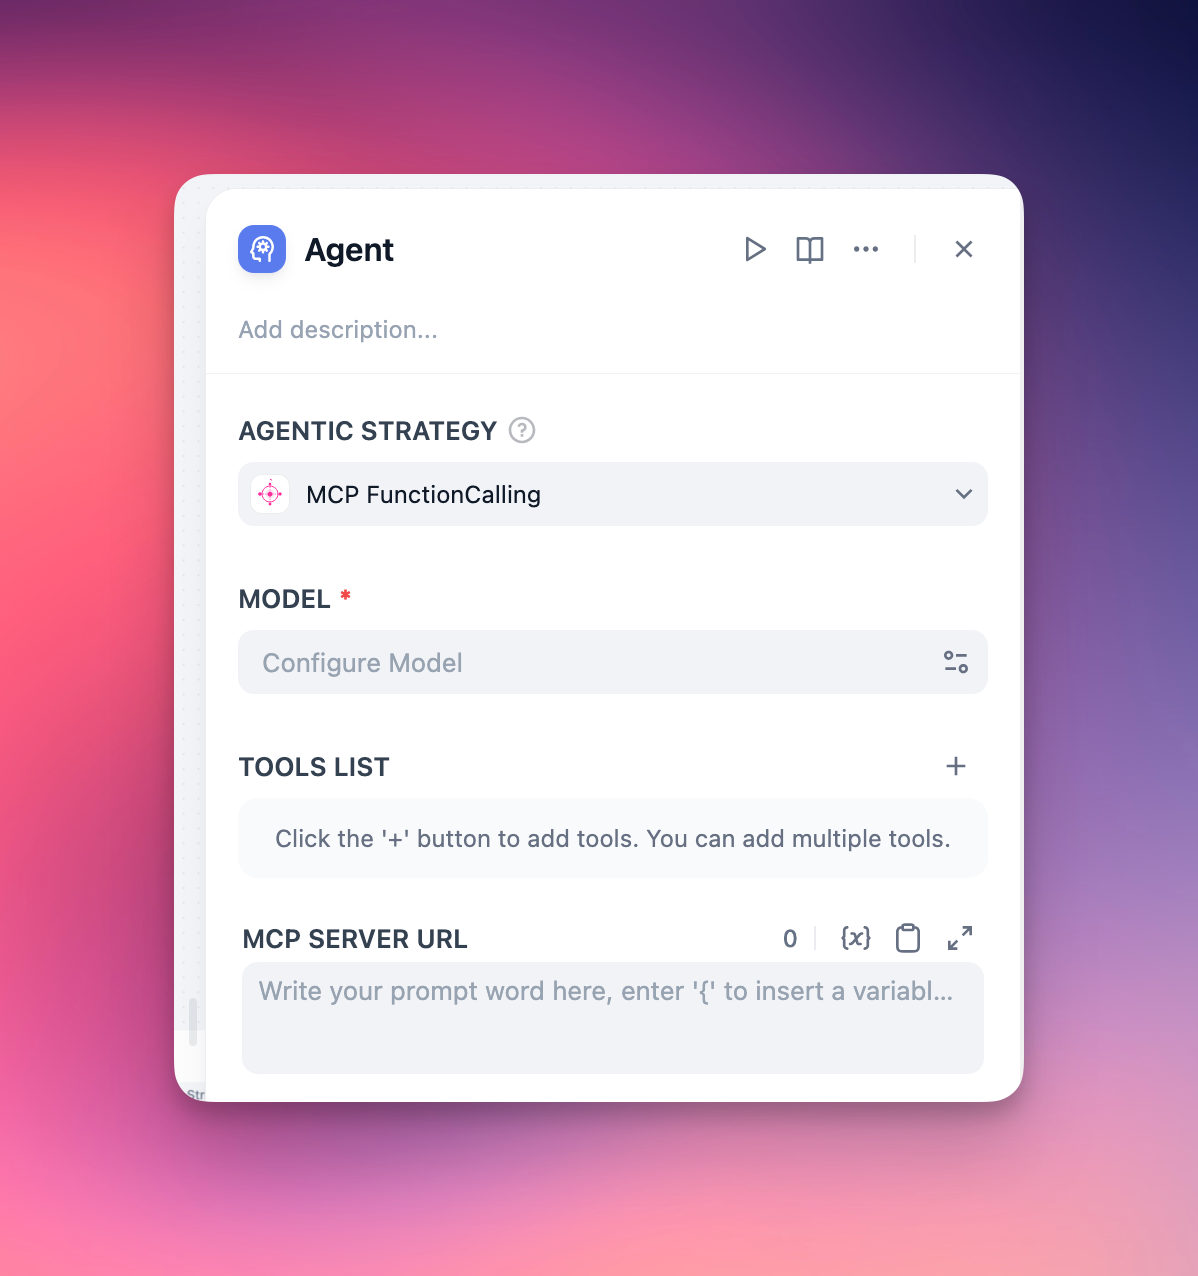 Agent
Add description...
AGENTIC STRATEGY ?
MCP FunctionCalling
MODEL *
Configure Model
TOOLS LIST +
Click the '+' button to add tools. You can add multiple tools.
MCP SERVER URL 0 {x}
Write your prompt word here, enter '{' to insert a variabl...
Str